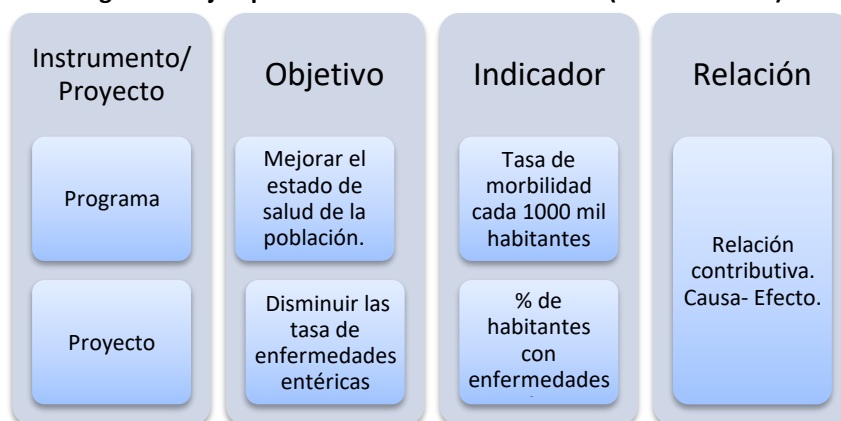 Instrumento/
Proyecto
Objetivo
Indicador
Relación
Programa
Mejorar el
estado de
salud de la
población.
Tasa de
morbilidad
cada 1000 mil
habitantes
Relación
contributiva.
Causa- Efecto.
Proyecto
Disminuir las
tasa de
enfermedades
entéricas
% de
habitantes
con
enfermedades